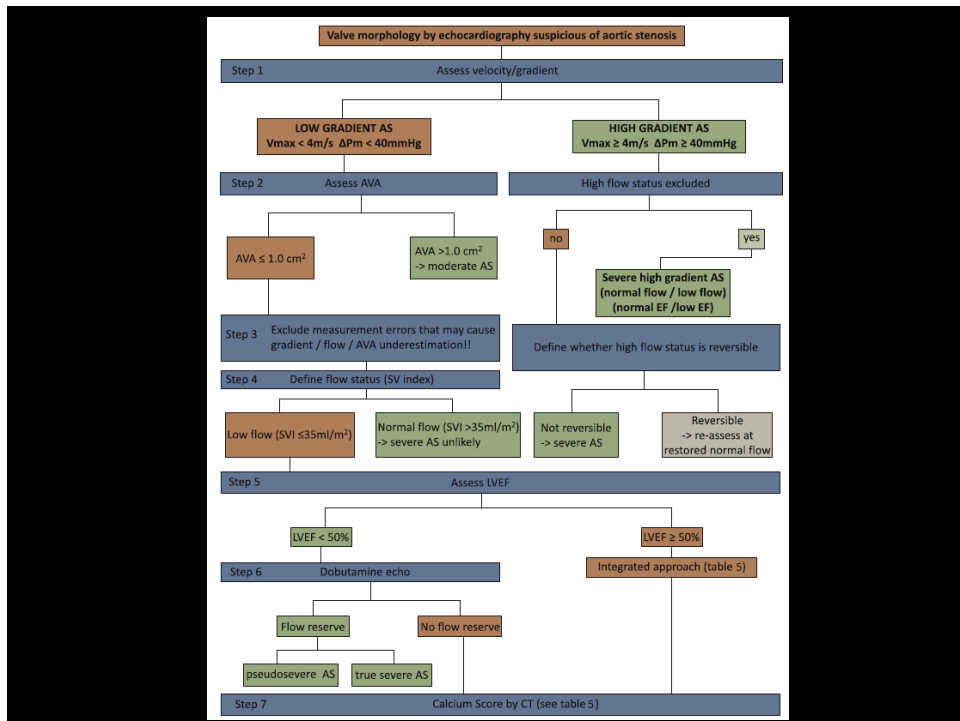 Valve morphology by echocardiography suspicious of aortic stenosis
Step 1
Assess velocity/gradient
LOW GRADIENT AS
Vmax < 4m/s ΔPm < 40mmHg
HIGH GRADIENT AS
Vmax ≥ 4m/s ΔPm ≥ 40mmHg
Step 2
Assess AVA
High flow status excluded
AVA ≤ 1.0 cm²
AVA >1.0 cm²
-> moderate AS
no
yes
Severe high gradient AS
(normal flow / low flow)
(normal EF /low EF)
Step 3
Exclude measurement errors that may cause
gradient / flow / AVA underestimation!!
Define whether high flow status is reversible
Step 4
Define flow status (SV index)
Low flow (SVI ≤35ml/m²)
Normal flow (SVI >35ml/m²)
-> severe AS unlikely
Not reversible
-> severe AS
Reversible
-> re-assess at
restored normal flow
Step 5
Assess LVEF
LVEF < 50%
LVEF ≥ 50%
Step 6
Dobutamine echo
Integrated approach (table 5)
Flow reserve
No flow reserve
pseudosevere AS
true severe AS
Step 7
Calcium Score by CT (see table 5)